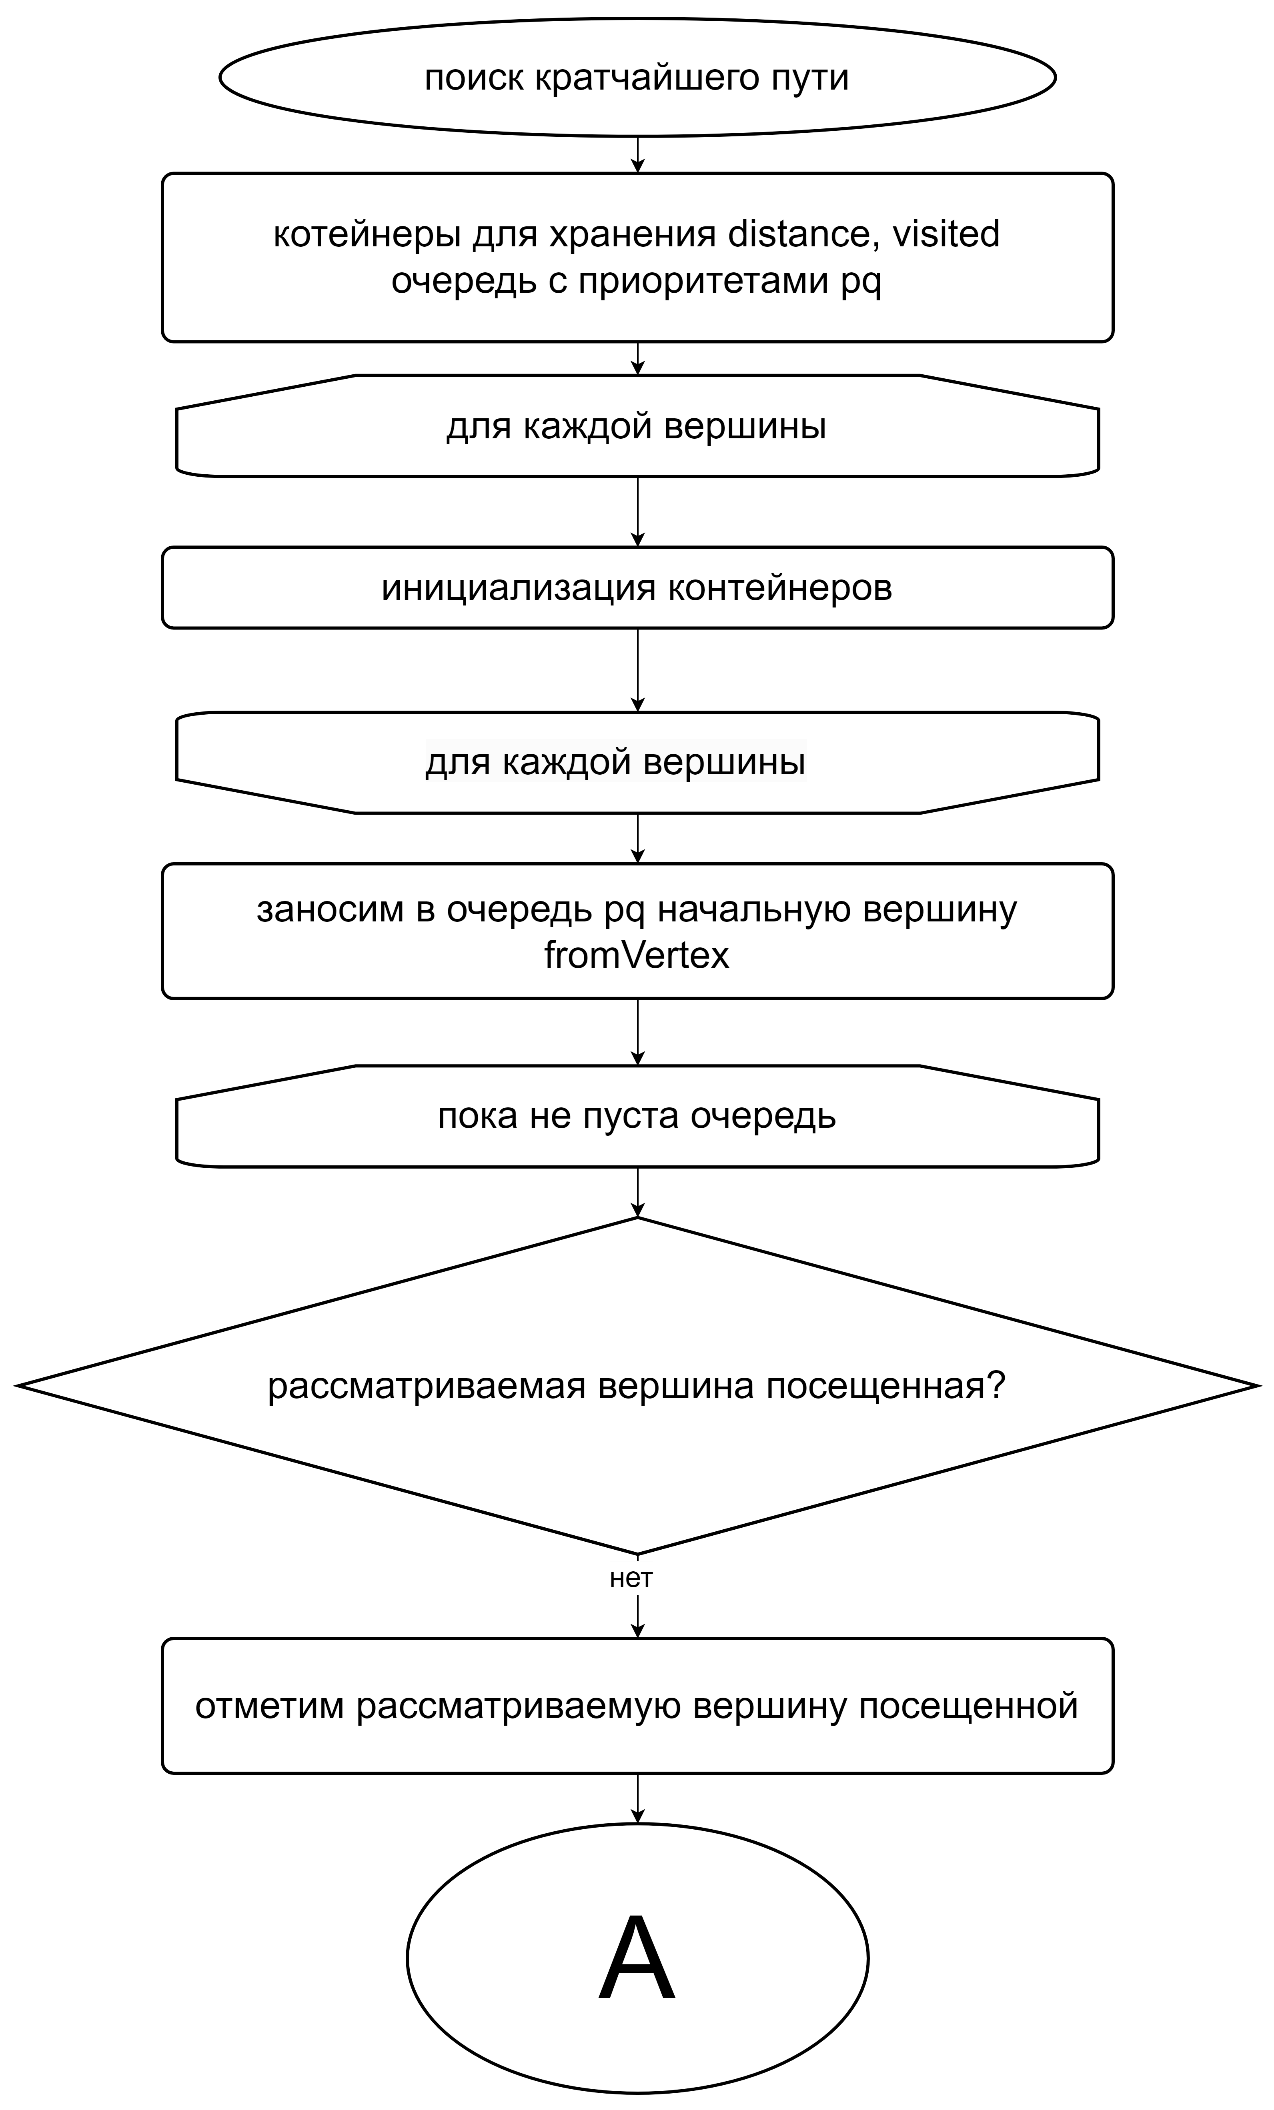 поиск кратчайшего пути
котейнеры для хранения distance, visited
очередь с приоритетами pq
для каждой вершины
инициализация контейнеров
для каждой вершины
заносим в очередь pq начальную вершину
fromVertex
пока не пуста очередь
рассматриваемая вершина посещенная?
нет
отметим рассматриваемую вершину посещенной
А